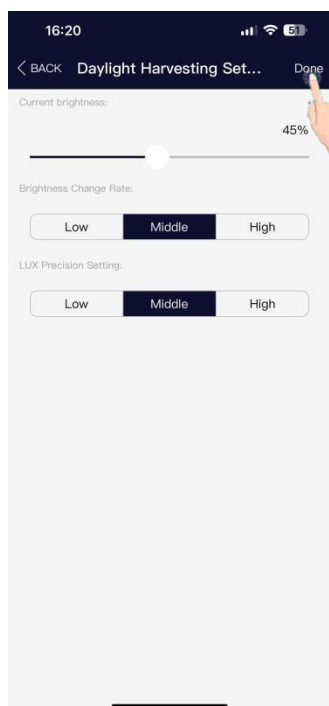 16:20
51
BACK Daylight Harvesting Set... Done
Current brightness:
45%
Brightness Change Rate:
Low Middle High
LUX Precision Setting:
Low Middle High